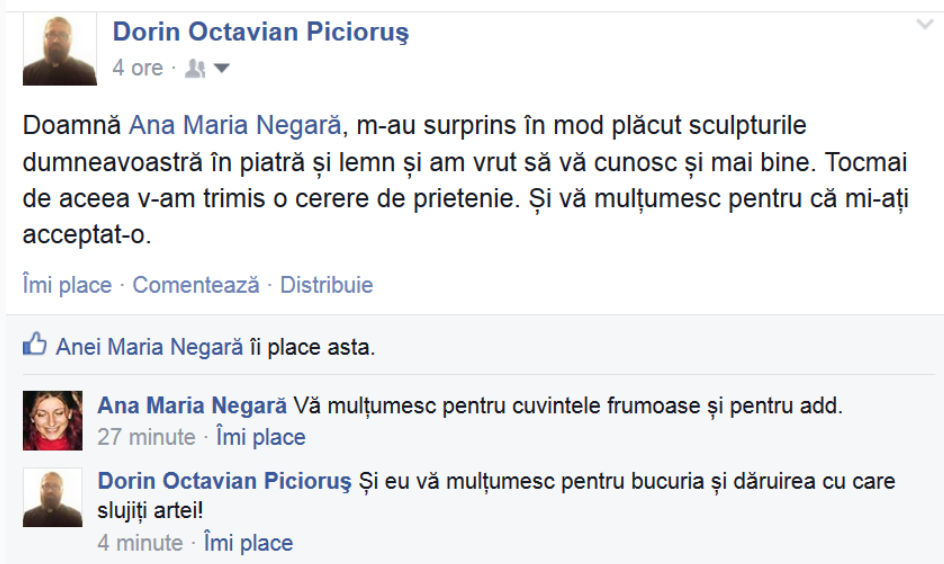 Dorin Octavian Picioruş
4 ore ·
Doamnă Ana Maria Negară, m-au surprins în mod plăcut sculpturile
dumneavoastră în piatră și lemn și am vrut să vă cunosc și mai bine. Tocmai
de aceea v-am trimis o cerere de prietenie. Și vă mulțumesc pentru că mi-ați
acceptat-o.
Îmi place · Comentează · Distribuie
Anei Maria Negară îi place asta.
Ana Maria Negară Vă mulțumesc pentru cuvintele frumoase și pentru add.
27 minute · Îmi place
Dorin Octavian Picioruş Și eu vă mulțumesc pentru bucuria și dăruirea cu care
slujiți artei!
4 minute · Îmi place